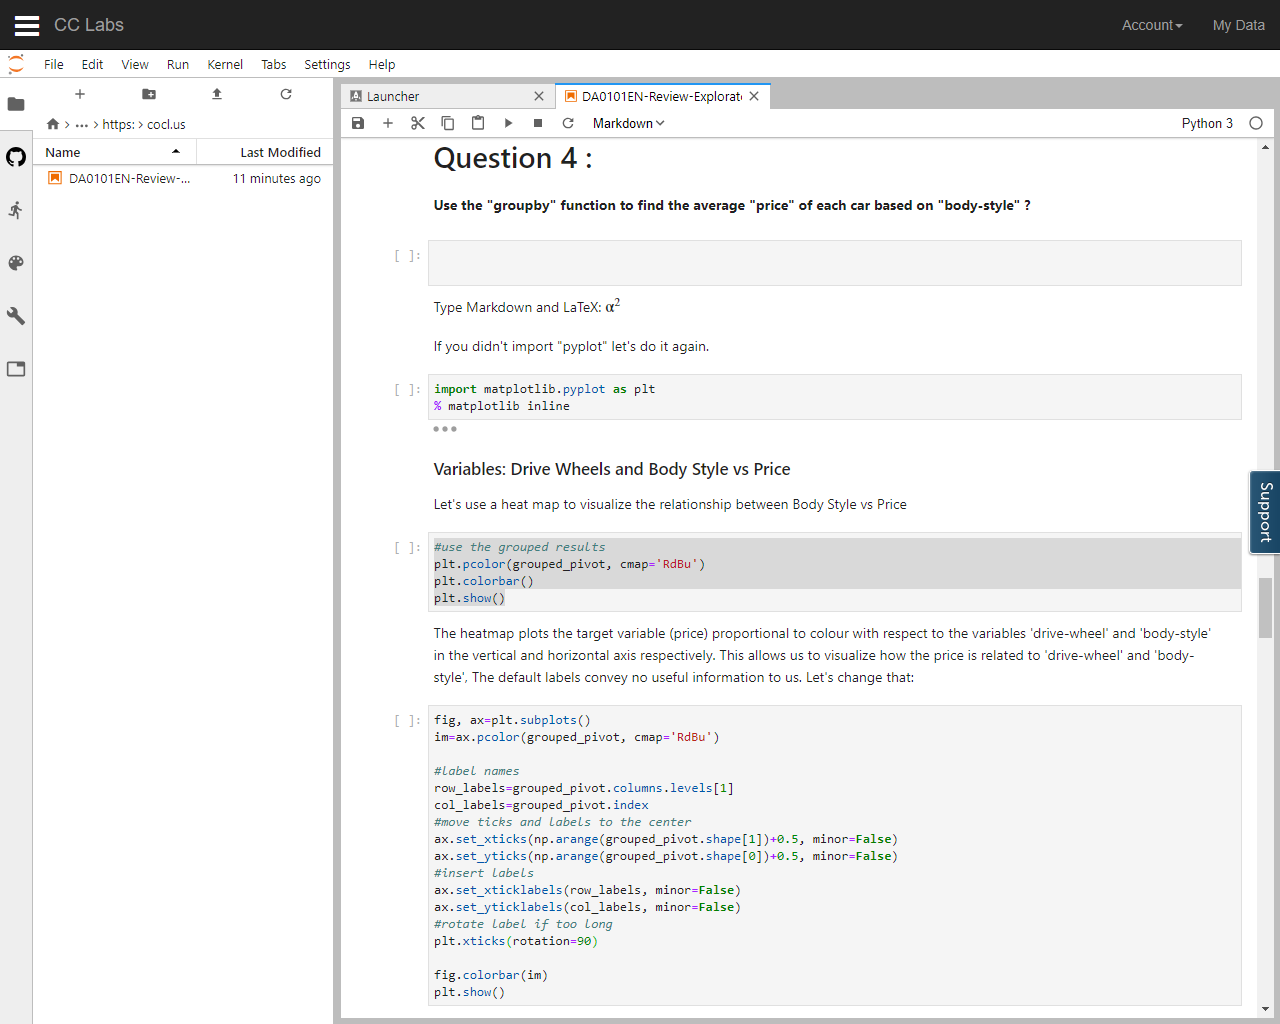 CC Labs
Account
My Data
File Edit View Run Kernel Tabs Settings Help
Launcher
DA0101EN-Review-Explorat
Markdown
Python 3
... > https: > cocl.us
Name
Last Modified
DA0101EN-Review-...
11 minutes ago
Question 4 :
Use the "groupby" function to find the average "price" of each car based on "body-style" ?
[ ]:
Type Markdown and LaTeX: α2
If you didn't import "pyplot" let's do it again.
[ ]:
import matplotlib.pyplot as plt
% matplotlib inline
Variables: Drive Wheels and Body Style vs Price
Let's use a heat map to visualize the relationship between Body Style vs Price
[ ]:
#use the grouped results
plt.pcolor(grouped_pivot, cmap='RdBu')
plt.colorbar()
plt.show()
The heatmap plots the target variable (price) proportional to colour with respect to the variables 'drive-wheel' and 'body-style'
in the vertical and horizontal axis respectively. This allows us to visualize how the price is related to 'drive-wheel' and 'body-
style', The default labels convey no useful information to us. Let's change that:
[ ]:
fig, ax=plt.subplots()
im=ax.pcolor(grouped_pivot, cmap='RdBu')
#label names
row_labels=grouped_pivot.columns.levels[1]
col_labels=grouped_pivot.index
#move ticks and labels to the center
ax.set_xticks(np.arange(grouped_pivot.shape[1])+0.5, minor=False)
ax.set_yticks(np.arange(grouped_pivot.shape[0])+0.5, minor=False)
#insert labels
ax.set_xticklabels(row_labels, minor=False)
ax.set_yticklabels(col_labels, minor=False)
#rotate label if too long
plt.xticks(rotation=90)
fig.colorbar(im)
plt.show()
Support